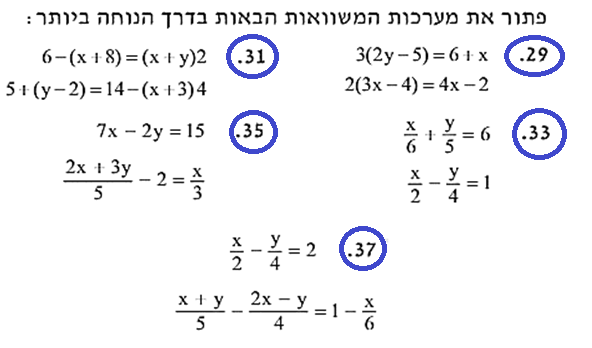 פתור את מערכות המשוואות הבאות בדרך הנוחה ביותר:
.29 3(2y – 5) = 6 + x
2(3x – 4) = 4x – 2
.31 6 – (x + 8) = (x + y)2
5 + (y – 2) = 14 – (x + 3)4
.33 x/6 + y/5 = 6
x/2 – y/4 = 1
.35 7x – 2y = 15
(2x + 3y)/5 – 2 = x/3
.37 x/2 – y/4 = 2
(x + y)/5 – (2x – y)/4 = 1 – x/6